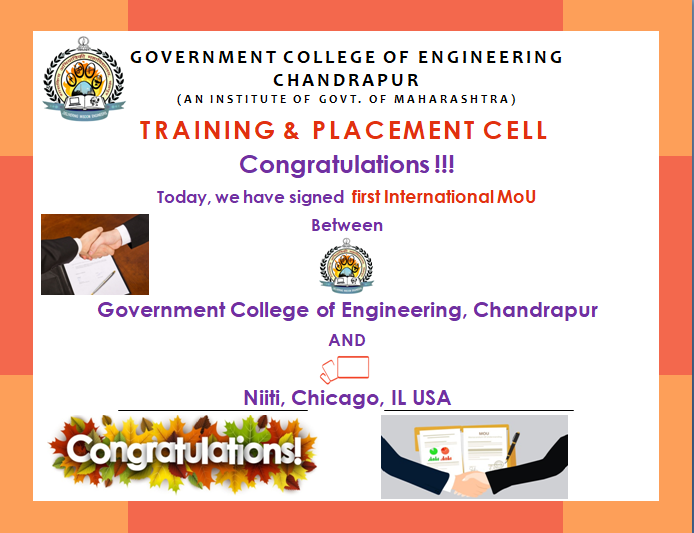 GOVERNMENT COLLEGE OF ENGINEERING
CHANDRAPUR
(AN INSTITUTE OF GOVT. OF MAHARASHTRA)
TRAINING & PLACEMENT CELL
Congratulations !!!
Today, we have signed first International MoU
Between
Government College of Engineering, Chandrapur
AND
Niiti, Chicago, IL USA
Congratulations!
MOU